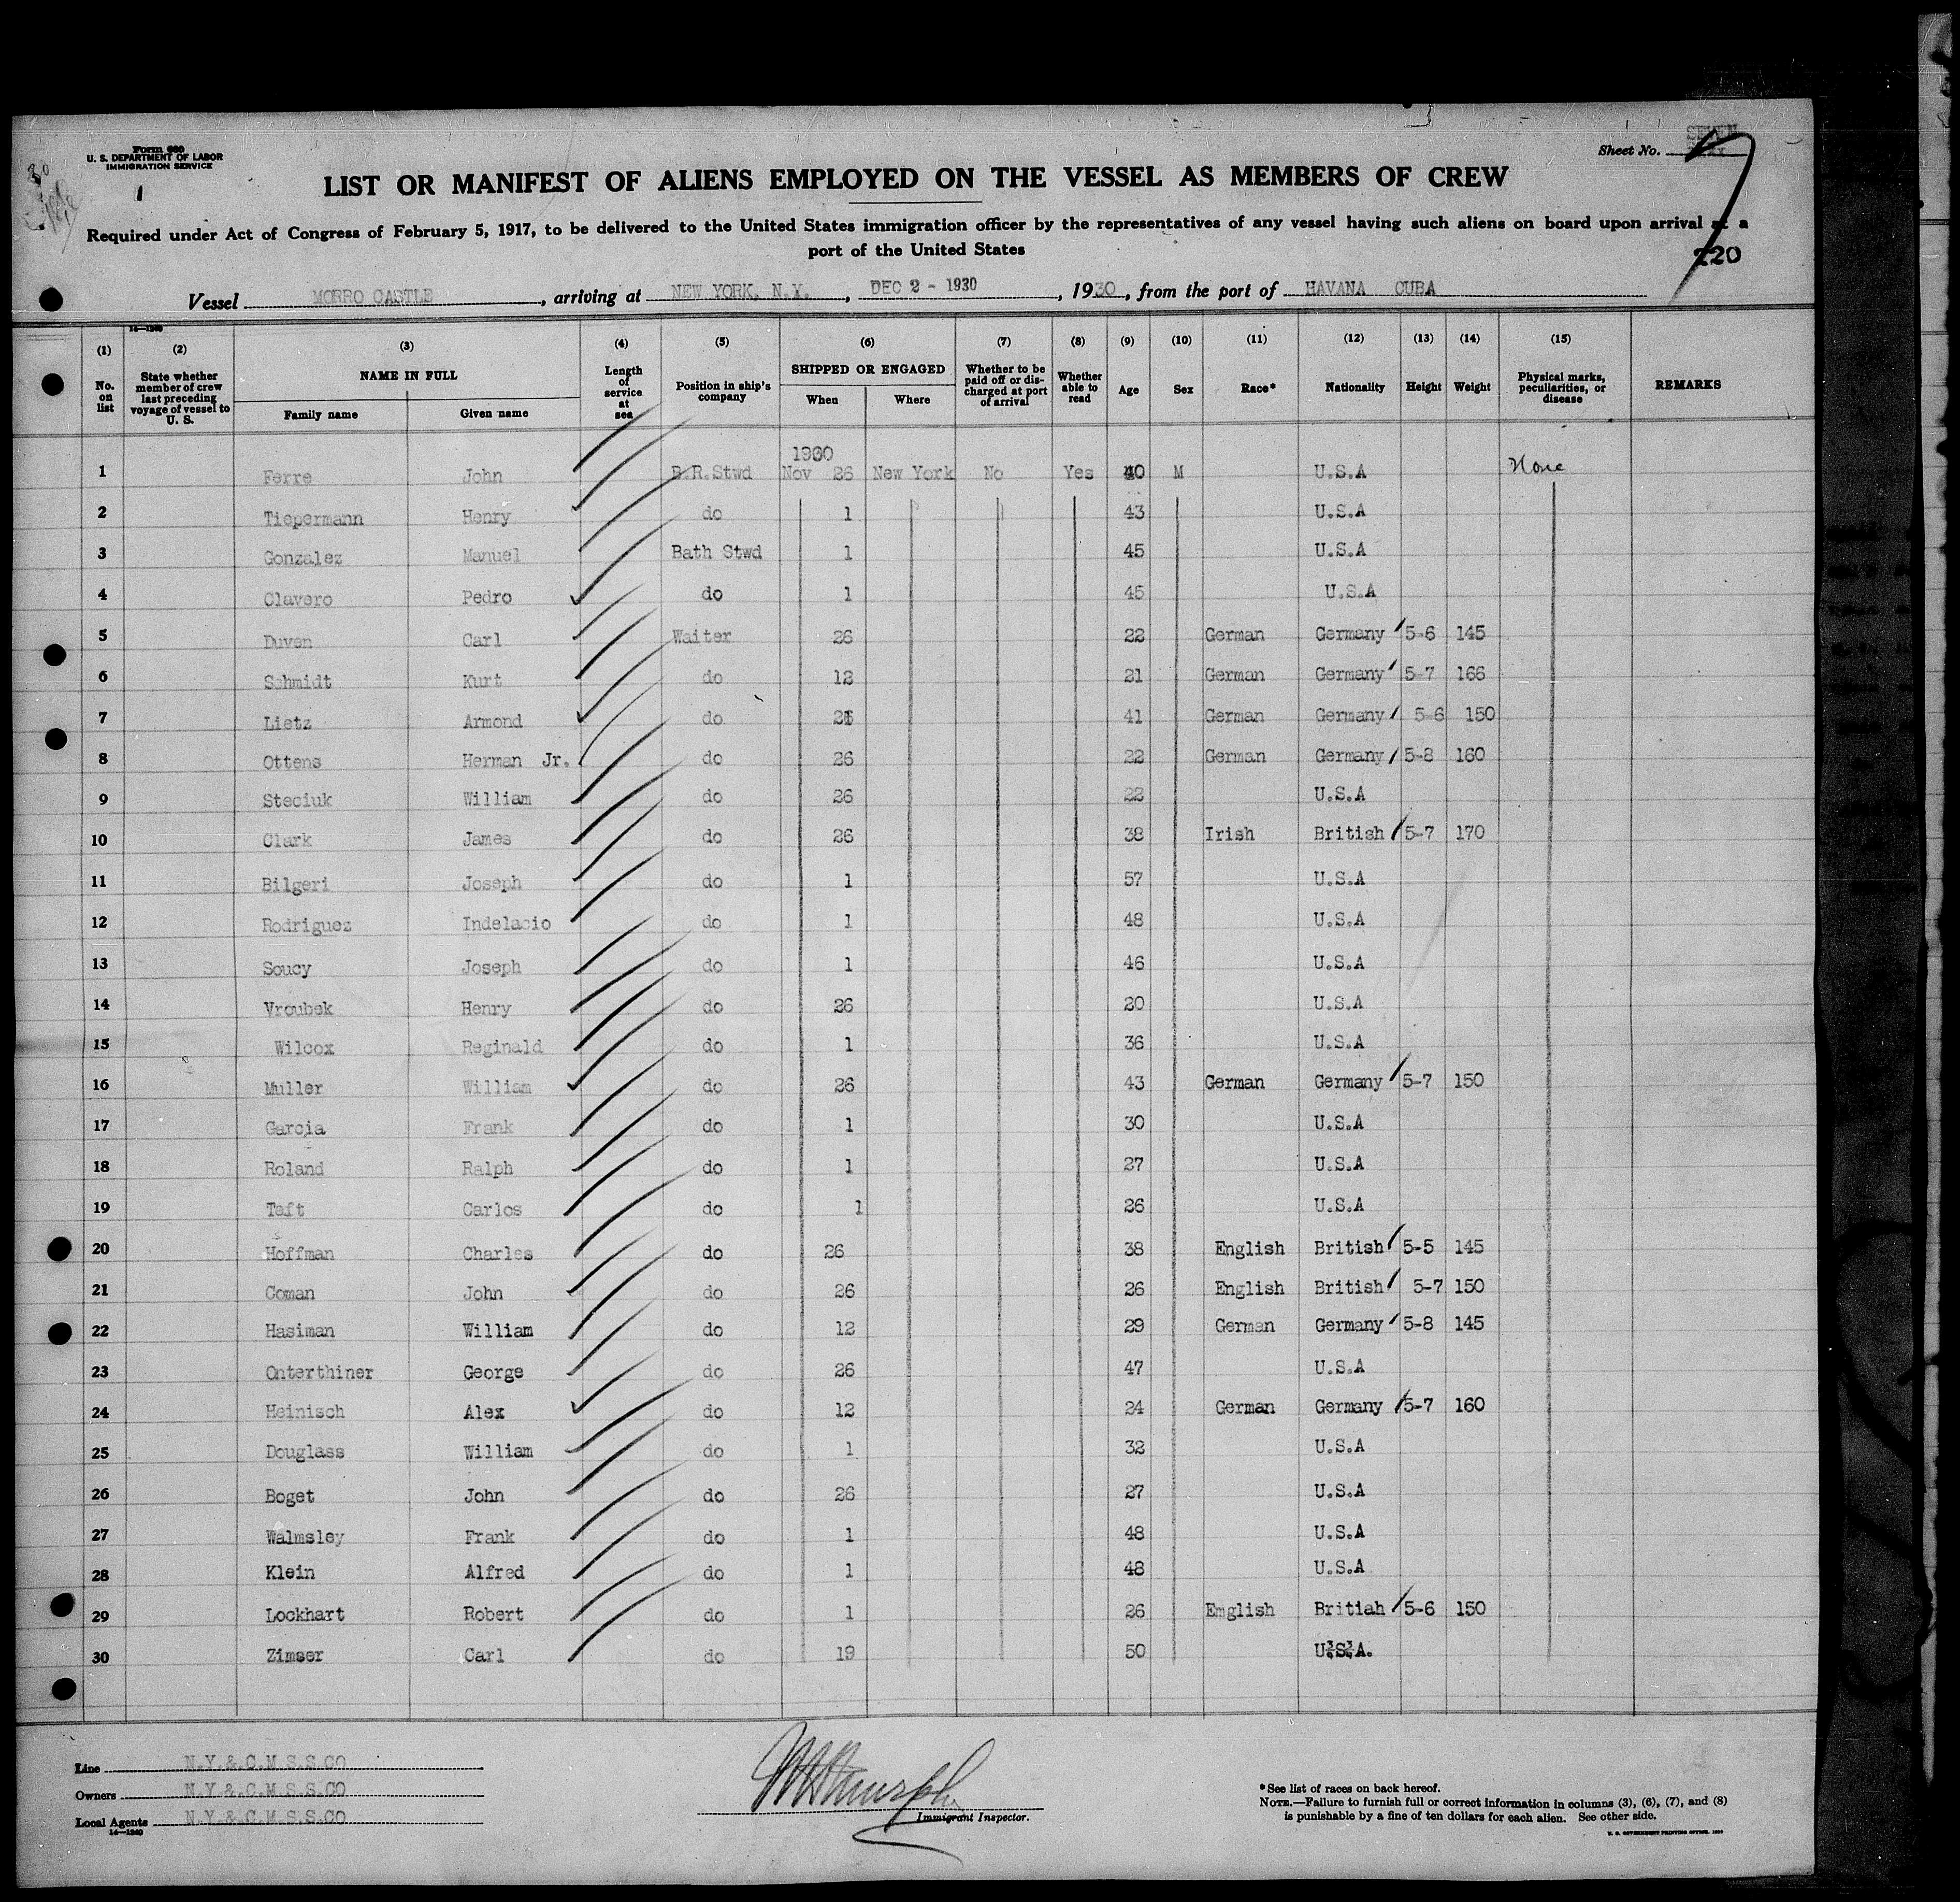 Form 689
U. S. DEPARTMENT OF LABOR
IMMIGRATION SERVICE
1
Sheet No. SEVEN
7
LIST OR MANIFEST OF ALIENS EMPLOYED ON THE VESSEL AS MEMBERS OF CREW
Required under Act of Congress of February 5, 1917, to be delivered to the United States immigration officer by the representatives of any vessel having such aliens on board upon arrival at a
port of the United States
220
Vessel MORRO CASTLE, arriving at NEW YORK, N.Y., DEC 2 - 1930, 1930, from the port of HAVANA CUBA
(1) (2) (3) (4) (5) (6) (7) (8) (9) (10) (11) (12) (13) (14) (15)
No. on list State whether member of crew last preceding voyage of vessel to U. S. NAME IN FULL Length of service at sea Position in ship's company SHIPPED OR ENGAGED Whether to be paid off or discharged at port of arrival Whether able to read Age Sex Race* Nationality Height Weight Physical marks, peculiarities, or disease REMARKS
Family name Given name When Where
1930
1 Ferre John B.R.Stwd Nov 26 New York No Yes 40 M U.S.A None
2 Tiepermann Henry do 1 43 U.S.A
3 Gonzalez Manuel Bath Stwd 1 45 U.S.A
4 Clavero Pedro do 1 45 U.S.A
5 Duven Carl Waiter 26 22 German Germany 5-6 145
6 Schmidt Kurt do 12 21 German Germany 5-7 166
7 Lietz Armond do 26 41 German Germany 5-6 150
8 Ottens Herman Jr. do 26 22 German Germany 5-8 160
9 Steciuk William do 26 22 U.S.A
10 Clark James do 26 38 Irish British 5-7 170
11 Bilgeri Joseph do 1 57 U.S.A
12 Rodriguez Indelacio do 1 48 U.S.A
13 Soucy Joseph do 1 46 U.S.A
14 Vroubek Henry do 26 20 U.S.A
15 Wilcox Reginald do 1 36 U.S.A
16 Muller William do 26 43 German Germany 5-7 150
17 Garcia Frank do 1 30 U.S.A
18 Roland Ralph do 1 27 U.S.A
19 Taft Carlos do 1 26 U.S.A
20 Hoffman Charles do 26 38 English British 5-5 145
21 Coman John do 26 26 English British 5-7 150
22 Hasiman William do 12 29 German Germany 5-8 145
23 Onterthiner George do 26 47 U.S.A
24 Heinisch Alex do 12 24 German Germany 5-7 160
25 Douglass William do 1 32 U.S.A
26 Boget John do 26 27 U.S.A
27 Walmsley Frank do 1 48 U.S.A
28 Klein Alfred do 1 48 U.S.A
29 Lockhart Robert do 1 26 Emglish Britiah 5-6 150
30 Zimser Carl do 19 50 U.S.A.
Line N.Y.&.C.M.S.S.CO
Owners N.Y.&.C.M.S.S.CO
Local Agents N.Y.&.C.M.S.S.CO
14—1240
Immigrant Inspector.
*See list of races on back hereof.
NOTE.—Failure to furnish full or correct information in columns (3), (6), (7), and (8)
is punishable by a fine of ten dollars for each alien. See other side.